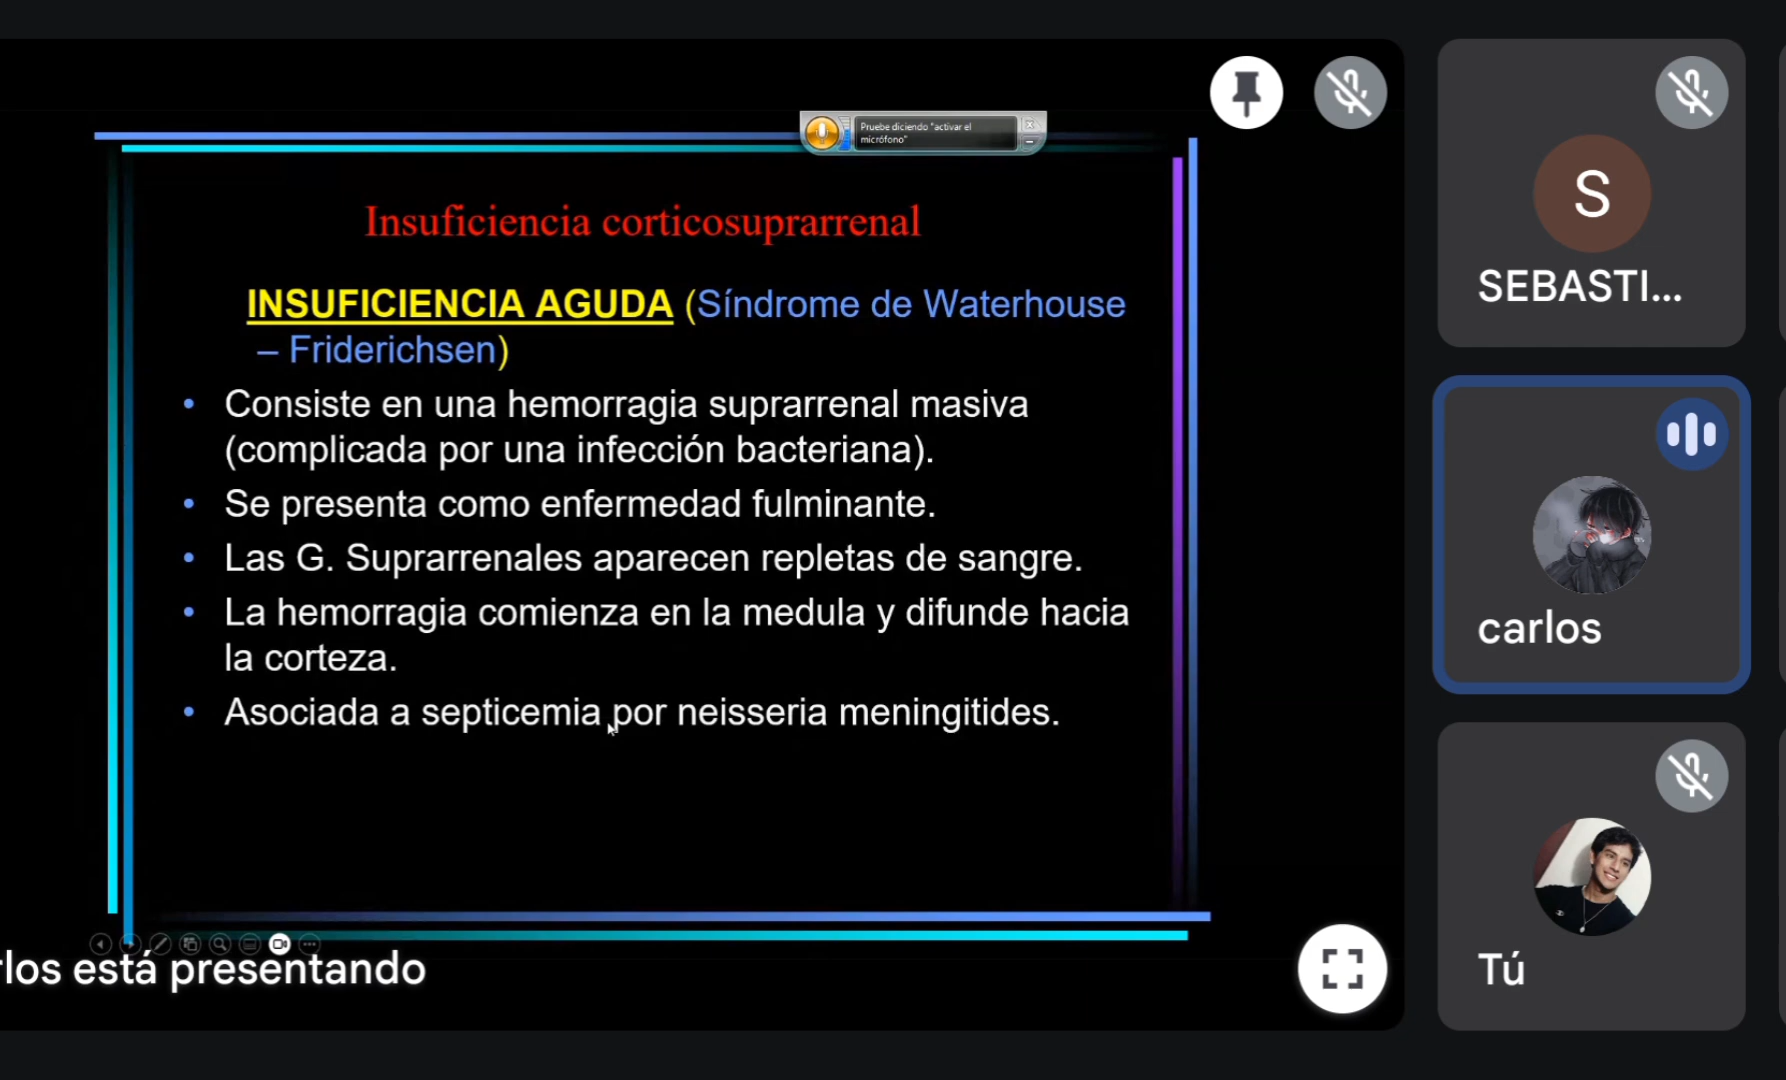 Pruebe diciendo "activar el
micrófono"
Insuficiencia corticosuprarrenal
INSUFICIENCIA AGUDA (Síndrome de Waterhouse
– Friderichsen)
• Consiste en una hemorragia suprarrenal masiva
(complicada por una infección bacteriana).
• Se presenta como enfermedad fulminante.
• Las G. Suprarrenales aparecen repletas de sangre.
• La hemorragia comienza en la medula y difunde hacia
la corteza.
• Asociada a septicemia por neisseria meningitides.
rlos está presentando
S
SEBASTI...
carlos
Tú